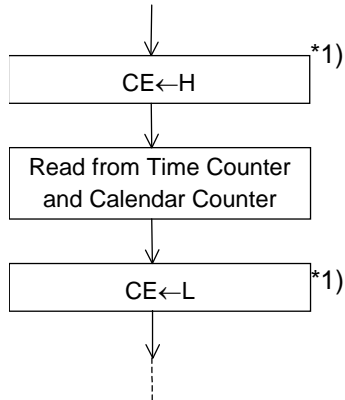 *1)
CE←H
Read from Time Counter
and Calendar Counter
*1)
CE←L